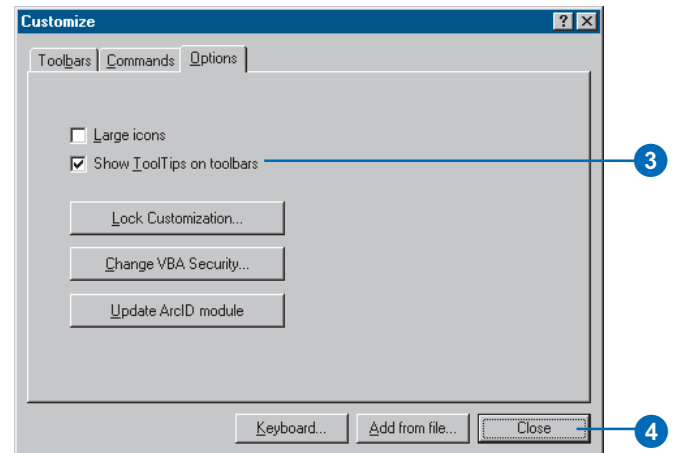 Customize
Toolbars Commands Options
Large icons
Show ToolTips on toolbars
3
Lock Customization...
Change VBA Security...
Update ArcID module
Keyboard... Add from file... Close
4